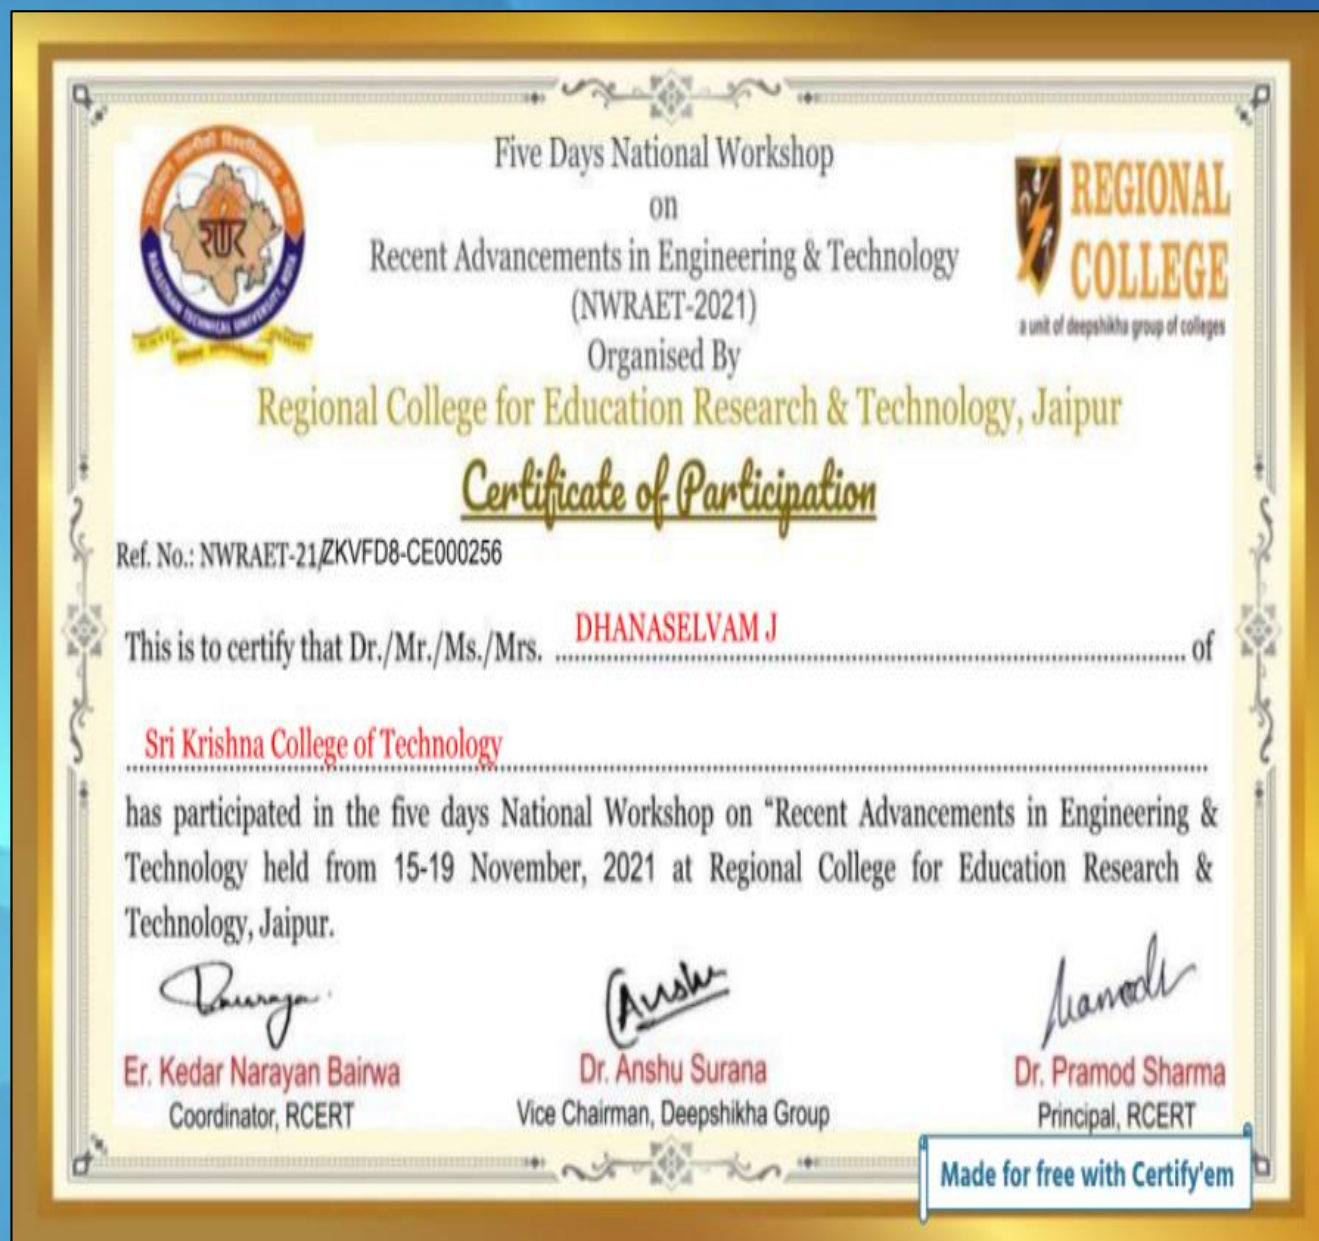 Five Days National Workshop
on
Recent Advancements in Engineering & Technology
(NWRAET-2021)
Organised By
Regional College for Education Research & Technology, Jaipur
REGIONAL
COLLEGE
a unit of deepshikha group of colleges
RAJASTHAN TECHNICAL UNIVERSITY, KOTA
Certificate of Participation
Ref. No.: NWRAET-21/ZKVFD8-CE000256
This is to certify that Dr./Mr./Ms./Mrs. DHANASELVAM J of
Sri Krishna College of Technology
has participated in the five days National Workshop on “Recent Advancements in Engineering &
Technology held from 15-19 November, 2021 at Regional College for Education Research &
Technology, Jaipur.
Anshu
Er. Kedar Narayan Bairwa
Coordinator, RCERT
Dr. Anshu Surana
Vice Chairman, Deepshikha Group
Dr. Pramod Sharma
Principal, RCERT
Made for free with Certify'em